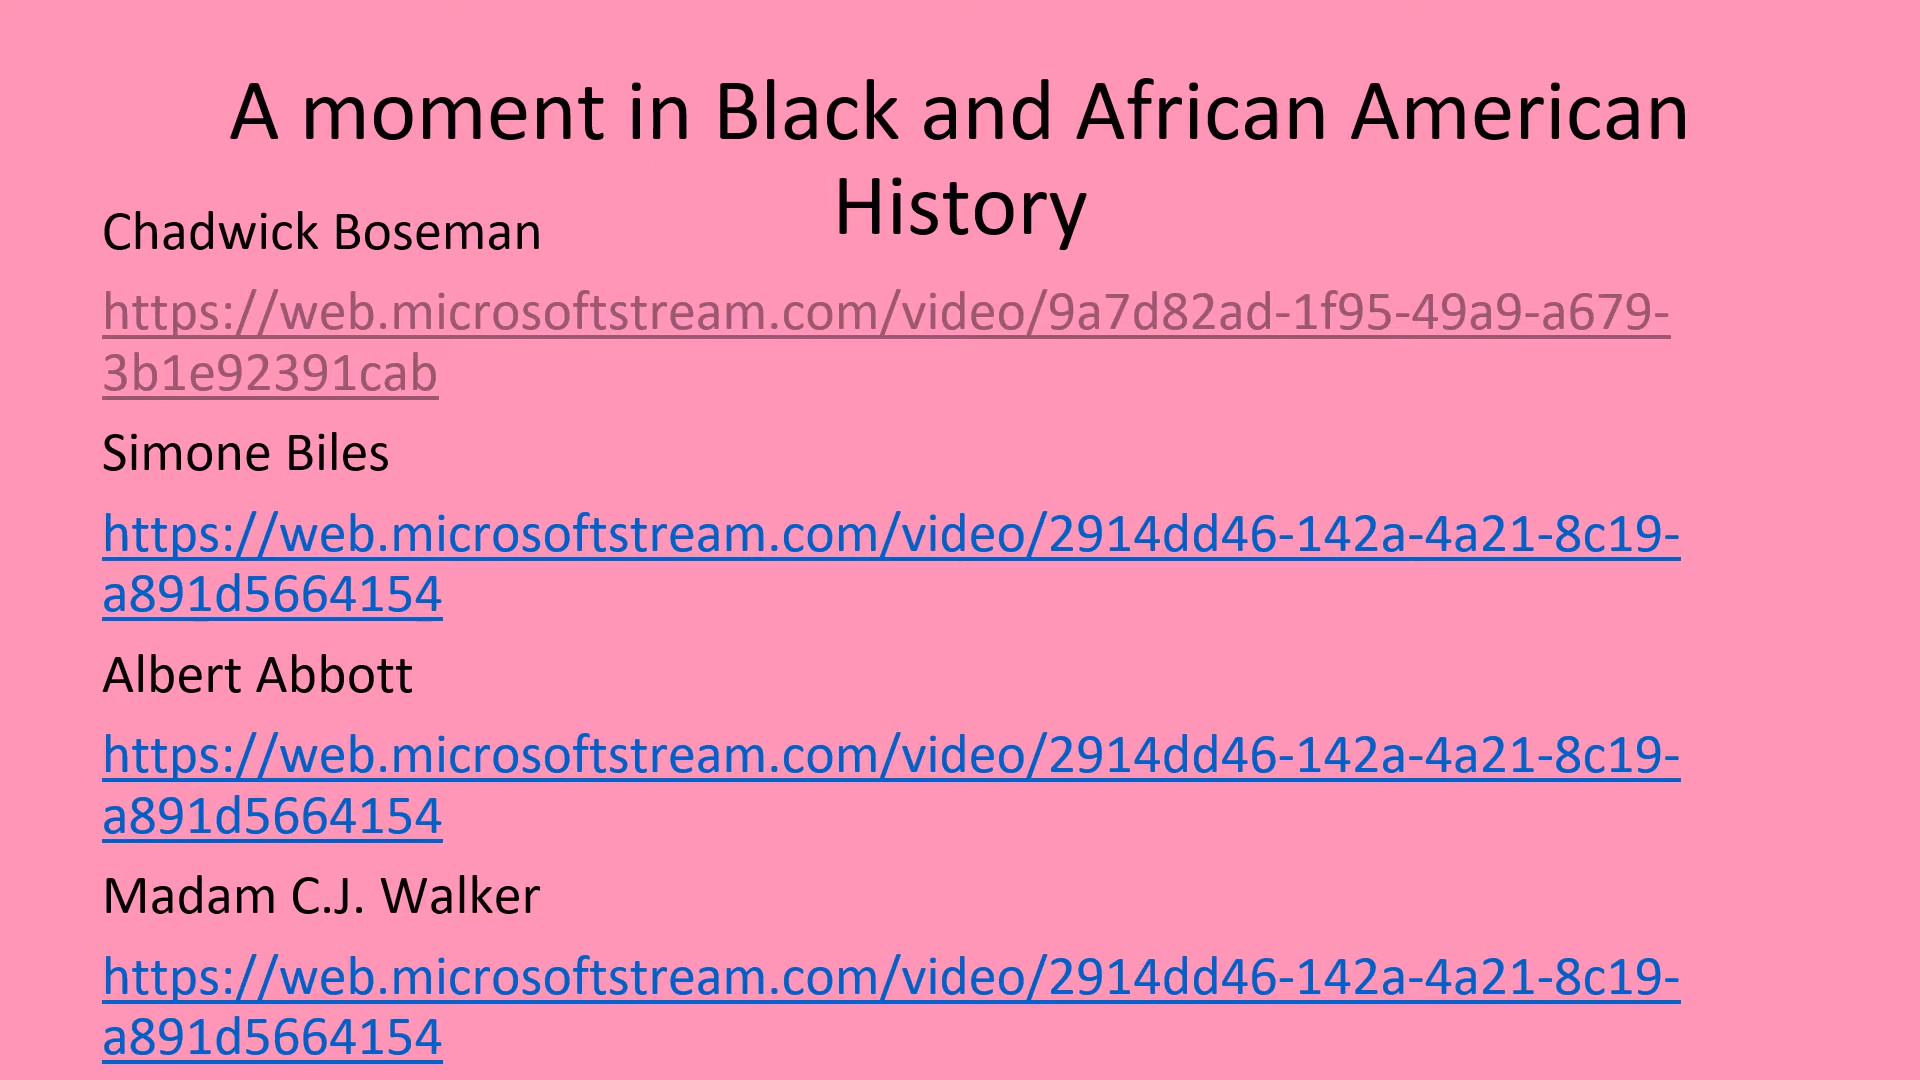 A moment in Black and African American
History
Chadwick Boseman
https://web.microsoftstream.com/video/9a7d82ad-1f95-49a9-a679-
3b1e92391cab
Simone Biles
https://web.microsoftstream.com/video/2914dd46-142a-4a21-8c19-
a891d5664154
Albert Abbott
https://web.microsoftstream.com/video/2914dd46-142a-4a21-8c19-
a891d5664154
Madam C.J. Walker
https://web.microsoftstream.com/video/2914dd46-142a-4a21-8c19-
a891d5664154